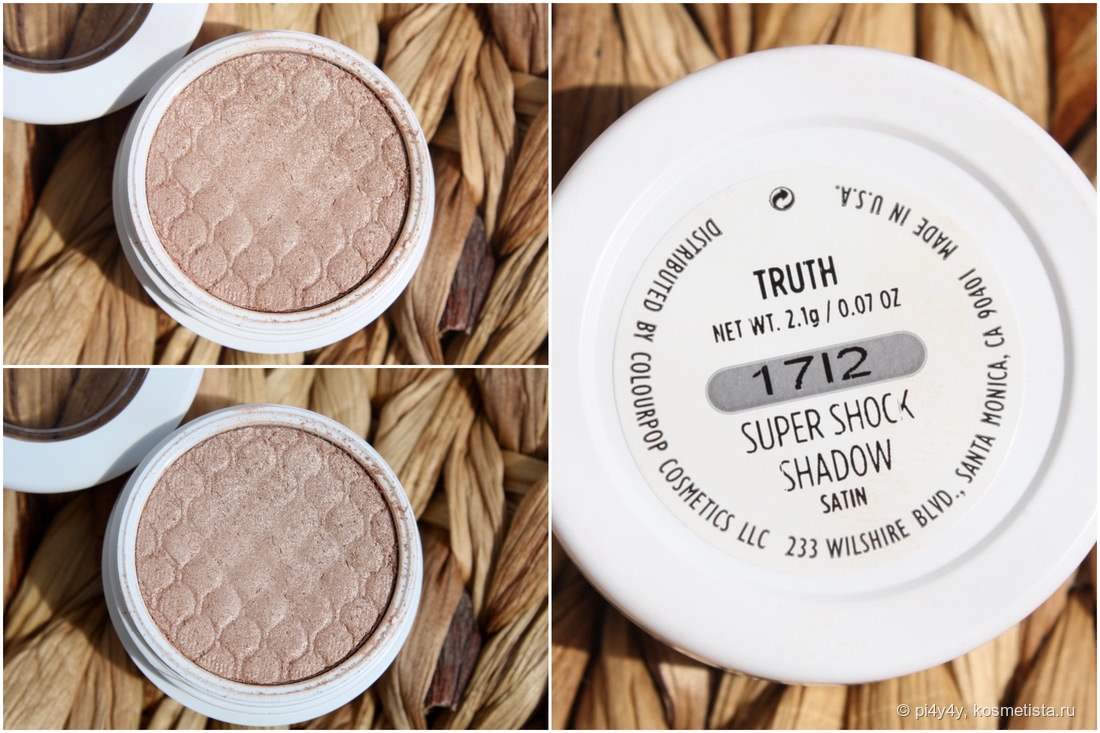 TRUTH
NET WT. 2.1g / 0.07 OZ
1712
SUPER SHOCK
SHADOW
SATIN
DISTRIBUTED BY COLOURPOP COSMETICS LLC 233 WILSHIRE BLVD., SANTA MONICA, CA 90401 MADE IN U.S.A.
© pi4y4y, kosmetista.ru